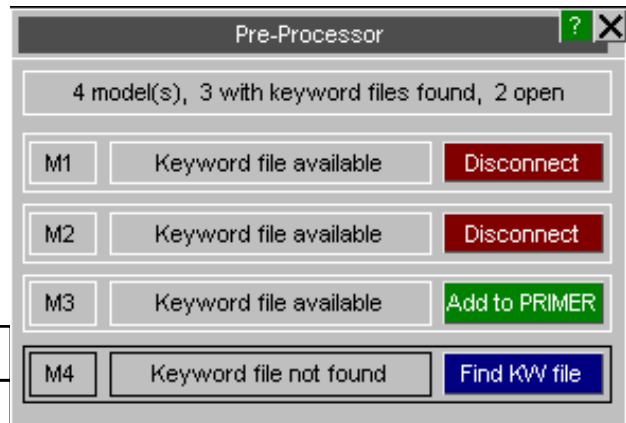 Pre-Processor ?
4 model(s), 3 with keyword files found, 2 open
M1 Keyword file available Disconnect
M2 Keyword file available Disconnect
M3 Keyword file available Add to PRIMER
M4 Keyword file not found Find KW file